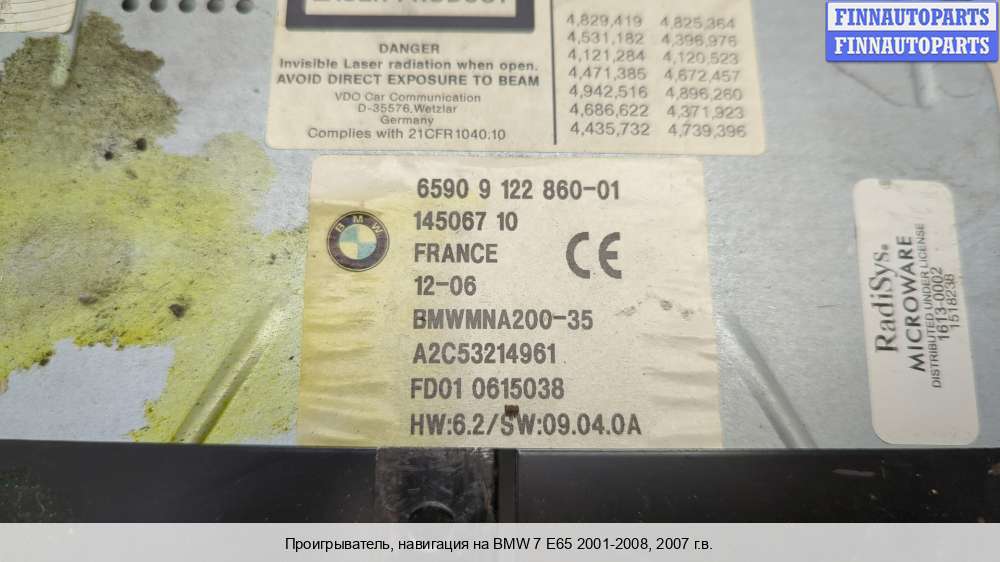 LASER PRODUCT
DANGER
Invisible Laser radiation when open.
AVOID DIRECT EXPOSURE TO BEAM
VDO Car Communication
D-35576, Wetzlar
Germany
Complies with 21CFR1040.10
4,829,419 4,825,364
4,531,182 4,396,976
4,121,284 4,120,523
4,471,385 4,672,457
4,942,516 4,896,260
4,686,622 4,371,923
4,435,732 4,739,396
FINNAUTOPARTS
FINNAUTOPARTS
BMW
6590 9 122 860-01
145067 10
FRANCE
12-06
BMWMNA200-35
A2C53214961
FD01 0615038
HW:6.2/SW:09.04.0A
CE
RadiSys®
MICROWARE
DISTRIBUTED UNDER LICENSE
1613-0002
1518238
Проигрыватель, навигация на BMW 7 E65 2001-2008, 2007 г.в.